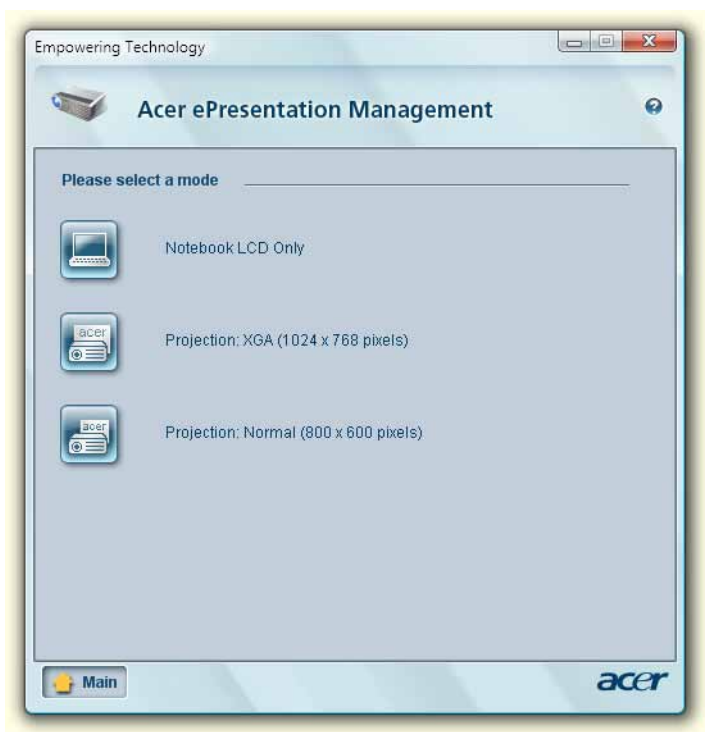 Empowering Technology
Acer ePresentation Management
Please select a mode
Notebook LCD Only
acer
Projection: XGA (1024 x 768 pixels)
acer
Projection: Normal (800 x 600 pixels)
Main
acer